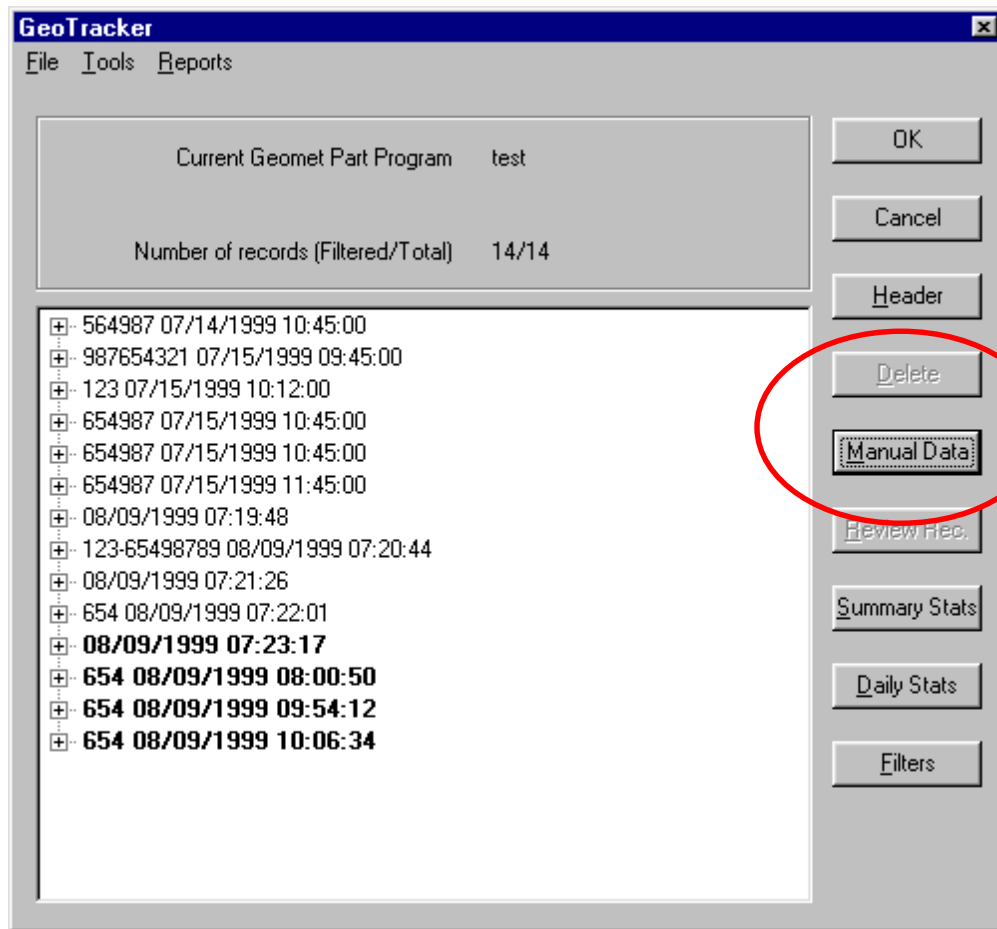 GeoTracker
File Tools Reports
Current Geomet Part Program test
Number of records (Filtered/Total) 14/14
564987 07/14/1999 10:45:00
987654321 07/15/1999 09:45:00
123 07/15/1999 10:12:00
654987 07/15/1999 10:45:00
654987 07/15/1999 10:45:00
654987 07/15/1999 11:45:00
08/09/1999 07:19:48
123-65498789 08/09/1999 07:20:44
08/09/1999 07:21:26
654 08/09/1999 07:22:01
08/09/1999 07:23:17
654 08/09/1999 08:00:50
654 08/09/1999 09:54:12
654 08/09/1999 10:06:34
OK
Cancel
Header
Delete
Manual Data
Review Rec.
Summary Stats
Daily Stats
Filters